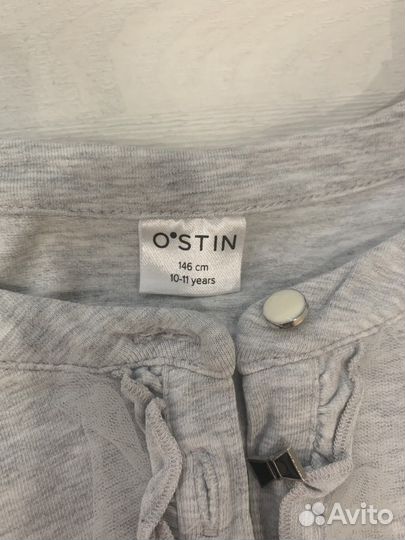 O'STIN
146 cm
10-11 years
Avito